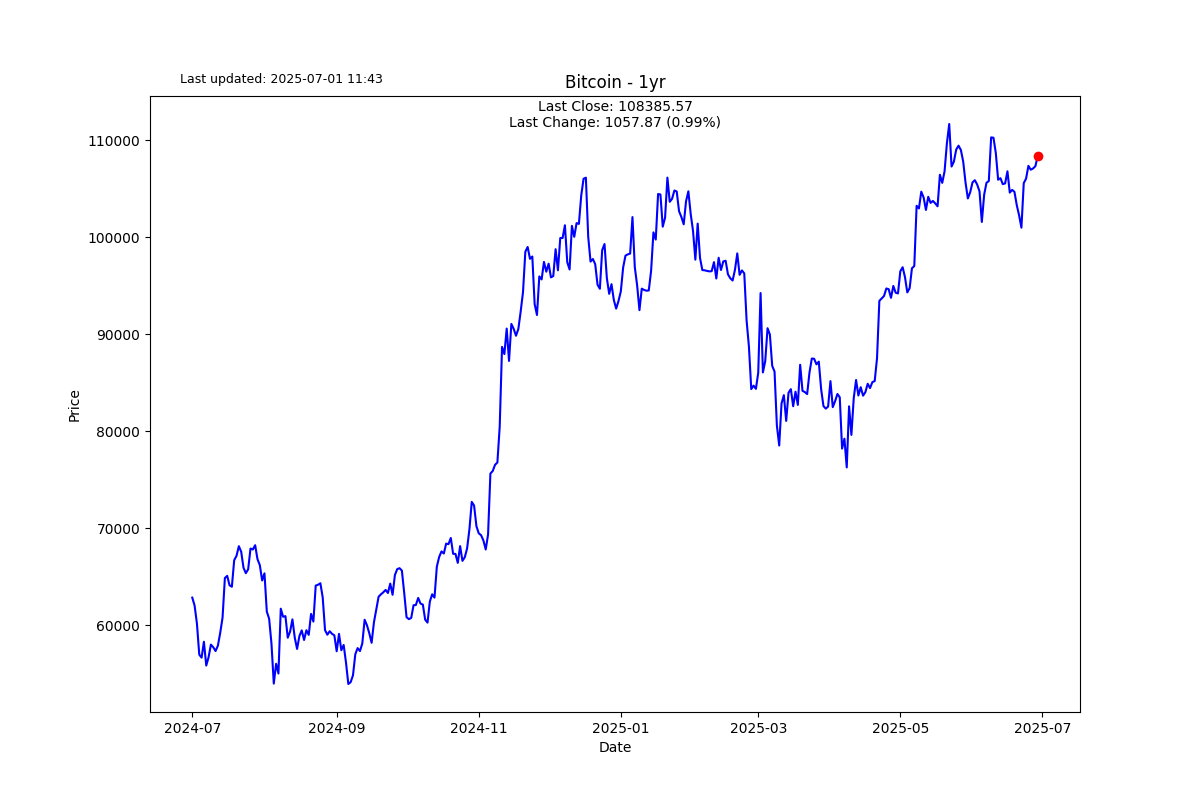 Last updated: 2025-07-01 11:43
Bitcoin - 1yr
Last Close: 108385.57
Last Change: 1057.87 (0.99%)
110000
100000
90000
80000
70000
60000
Price
2024-07
2024-09
2024-11
2025-01
2025-03
2025-05
2025-07
Date